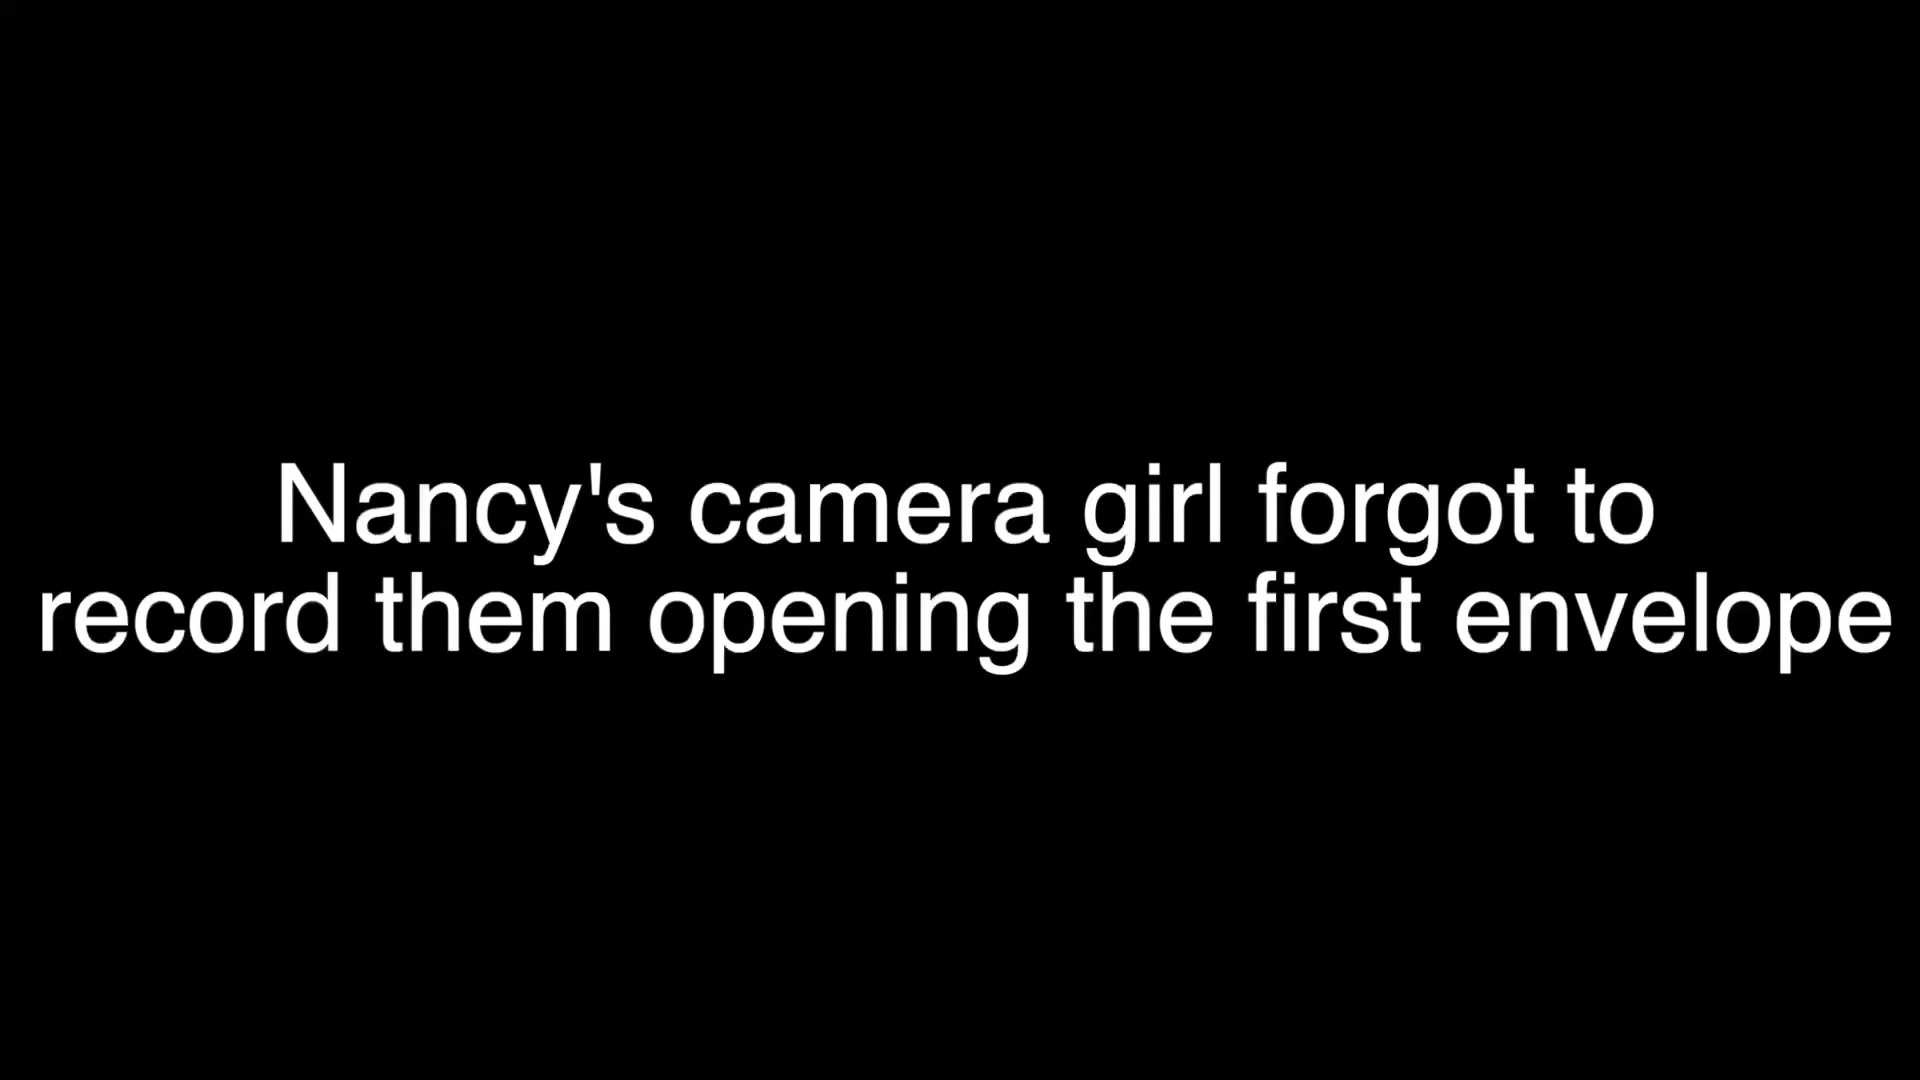 Nancy's camera girl forgot to
record them opening the first envelope